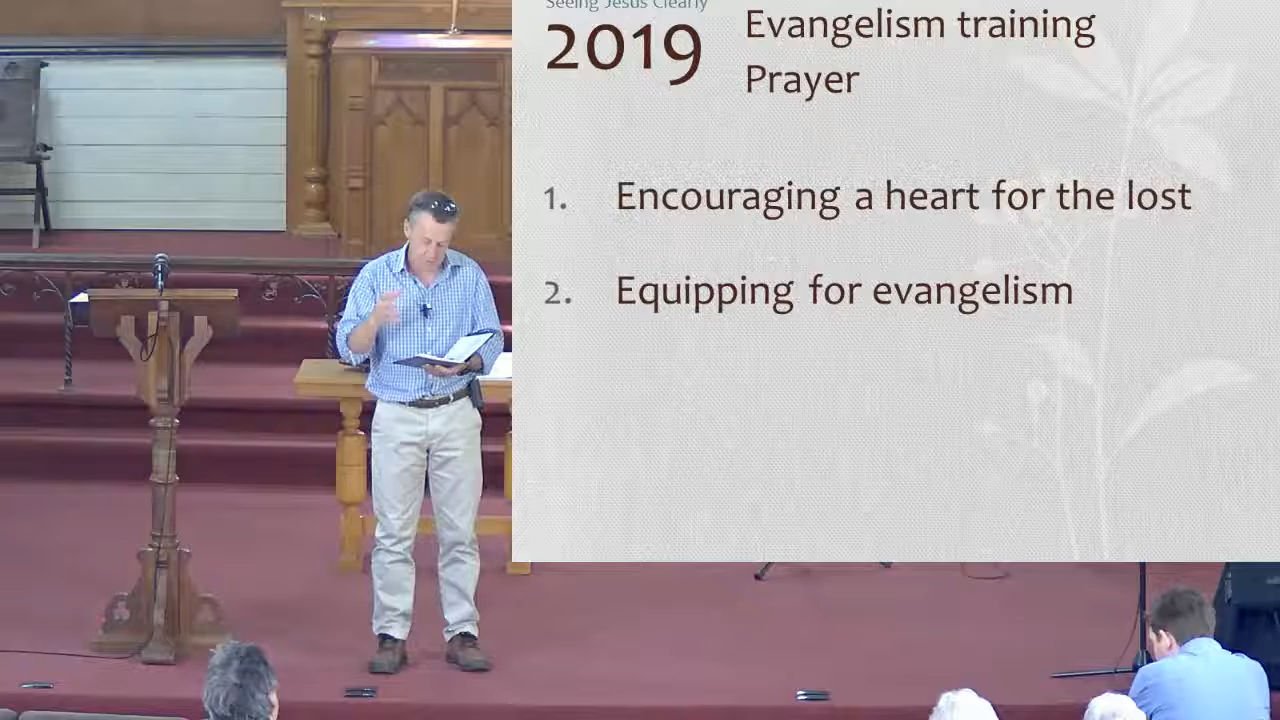 Seeing Jesus Clearly
2019
Evangelism training
Prayer
1. Encouraging a heart for the lost
2. Equipping for evangelism